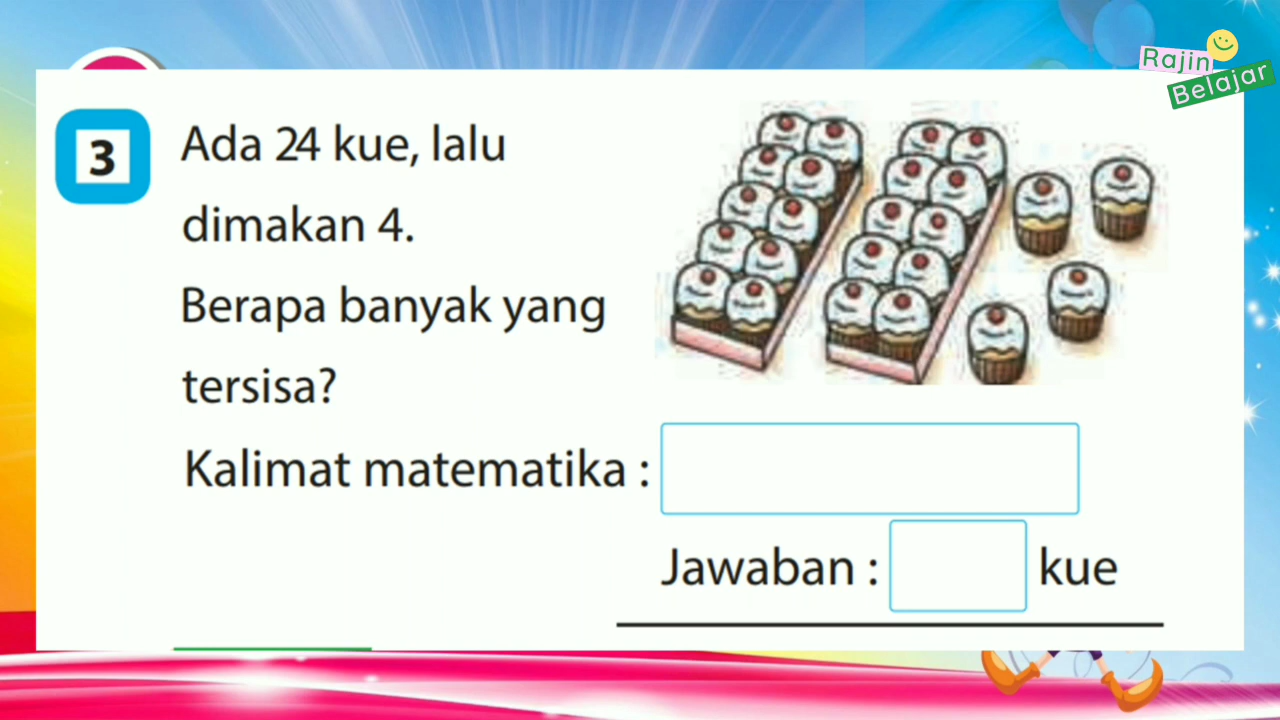 Rajin
Belajar
3
Ada 24 kue, lalu
dimakan 4.
Berapa banyak yang
tersisa?
Kalimat matematika :
Jawaban : kue